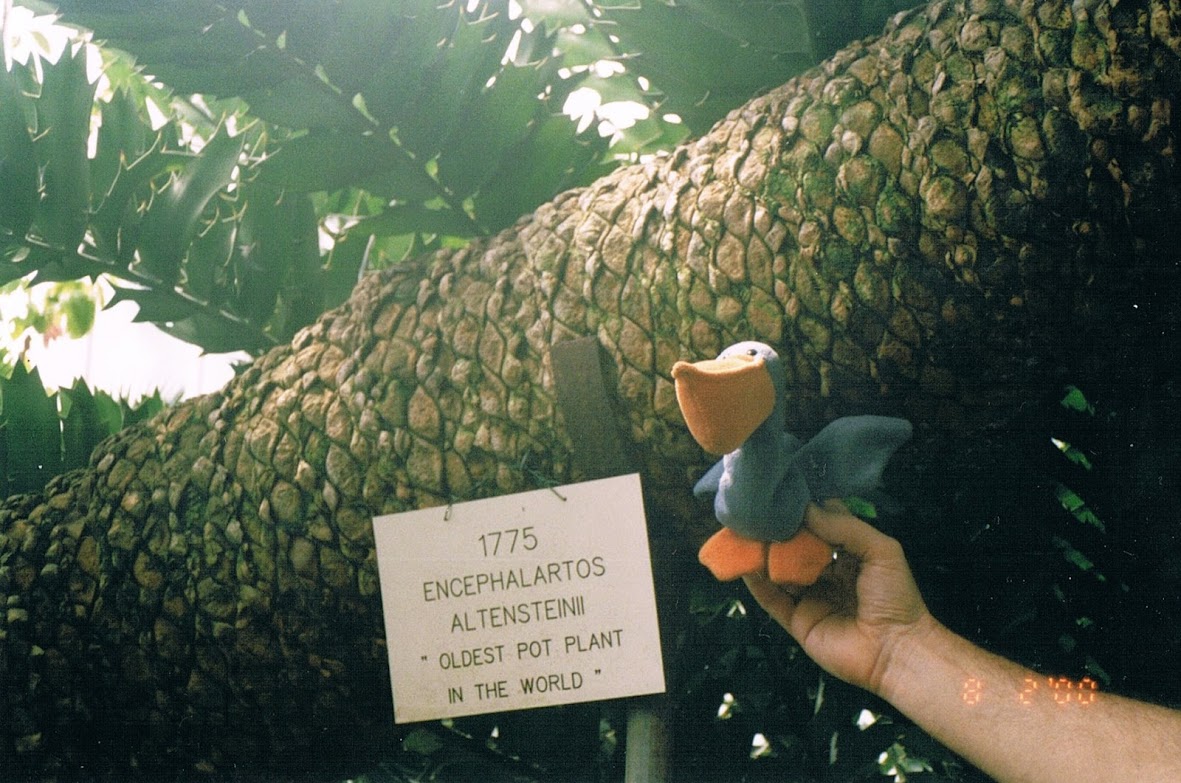 1775
ENCEPHALARTOS
ALTENSTEINII
" OLDEST POT PLANT
IN THE WORLD "
8 2'00